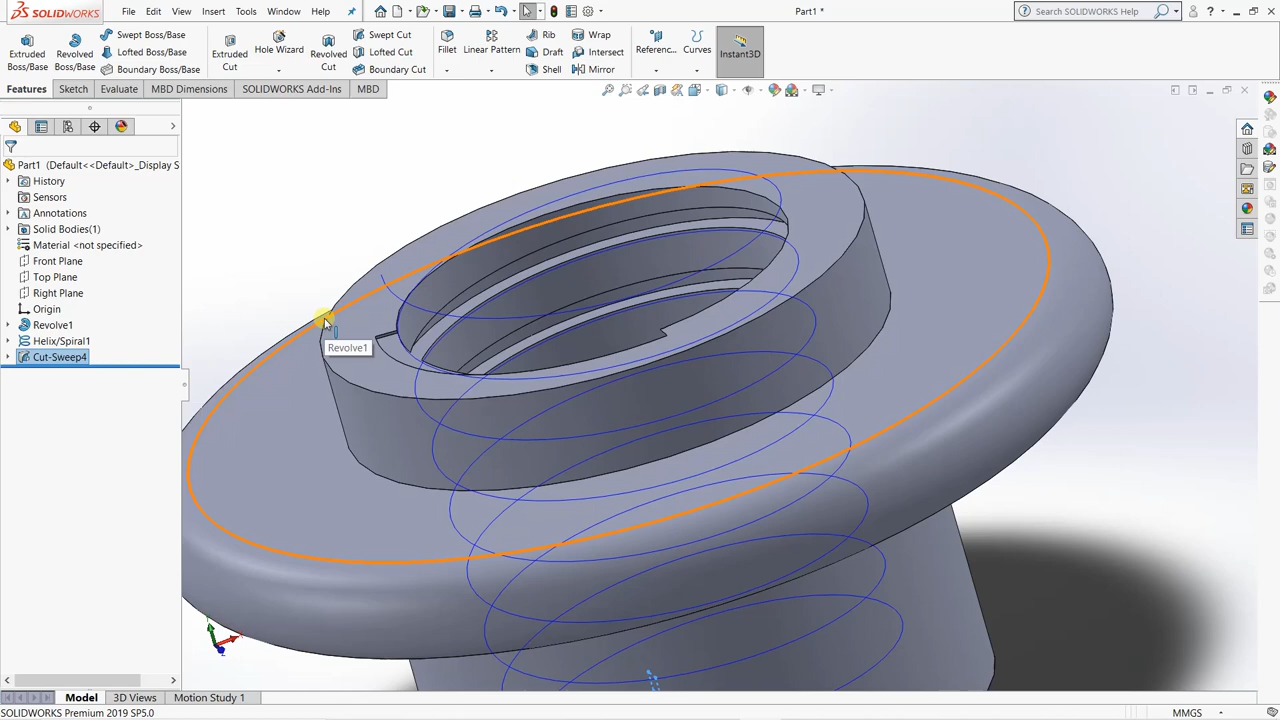 SOLIDWORKS File Edit View Insert Tools Window Help Part1 * Search SOLIDWORKS Help ?
Extruded Boss/Base
Revolved Boss/Base
Swept Boss/Base
Lofted Boss/Base
Boundary Boss/Base
Extruded Cut
Hole Wizard
Revolved Cut
Swept Cut
Lofted Cut
Boundary Cut
Fillet
Linear Pattern
Rib
Draft
Shell
Wrap
Intersect
Mirror
Referenc...
Curves
Instant3D
Features Sketch Evaluate MBD Dimensions SOLIDWORKS Add-Ins MBD
Part1 (Default<<Default>_Display S
History
Sensors
Annotations
Solid Bodies(1)
Material <not specified>
Front Plane
Top Plane
Right Plane
Origin
Revolve1
Helix/Spiral1
Cut-Sweep4
Revolve1
Model 3D Views Motion Study 1
SOLIDWORKS Premium 2019 SP5.0 MMGS